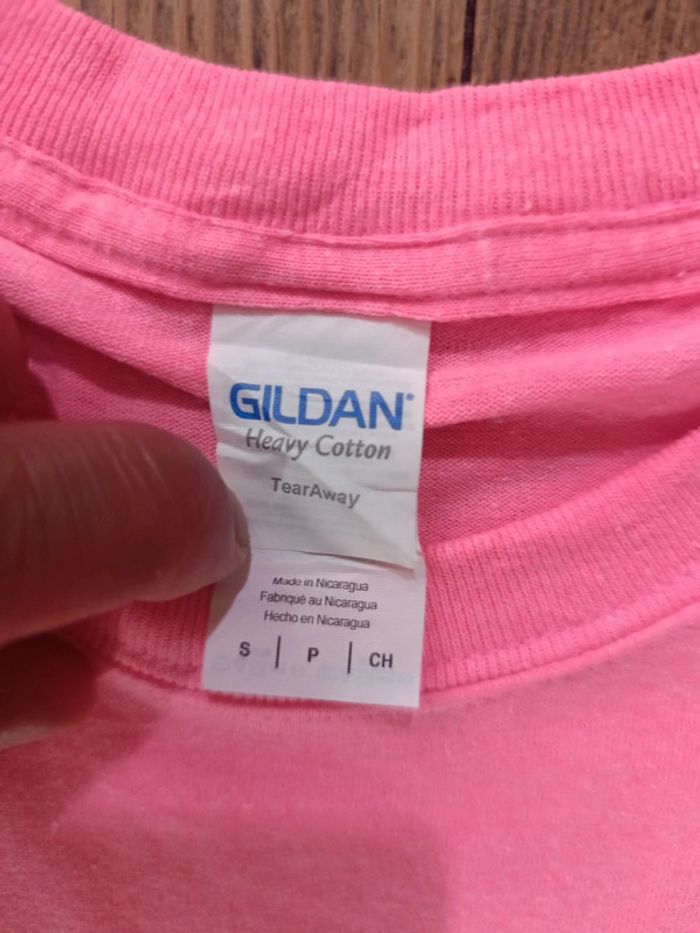 GILDAN®
Heavy Cotton
TearAway
Made in Nicaragua
Fabriqué au Nicaragua
Hecho en Nicaragua
S | P | CH